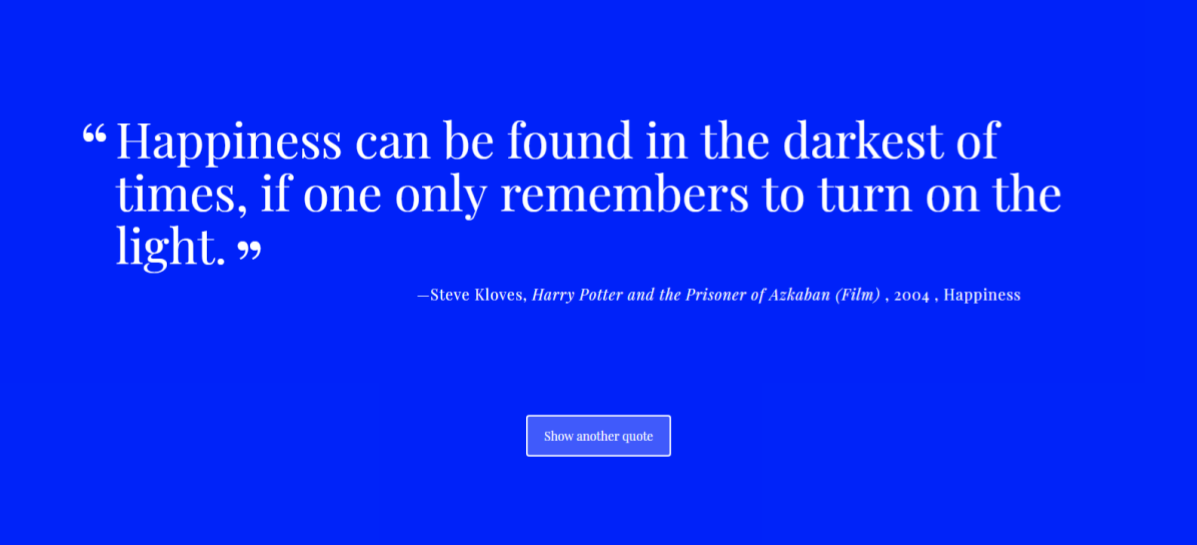 “Happiness can be found in the darkest of
times, if one only remembers to turn on the
light. ”
—Steve Kloves, Harry Potter and the Prisoner of Azkaban (Film) , 2004 , Happiness
Show another quote